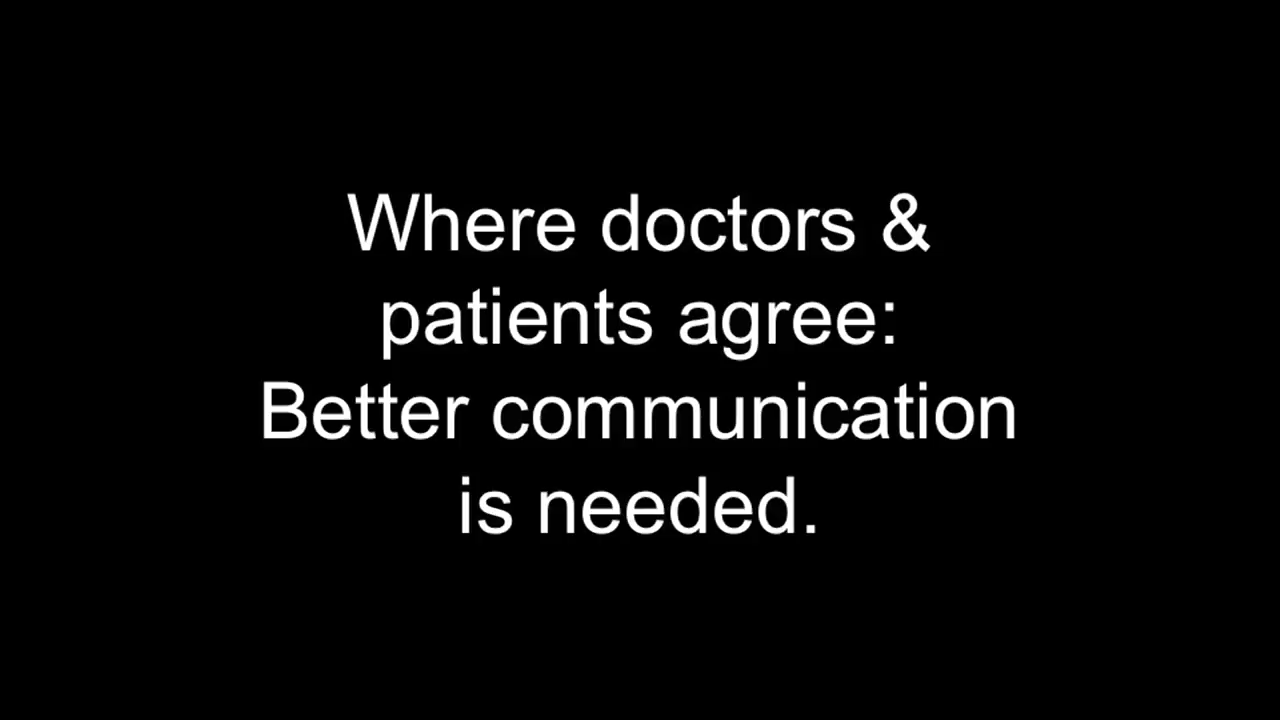 Where doctors &
patients agree:
Better communication
is needed.